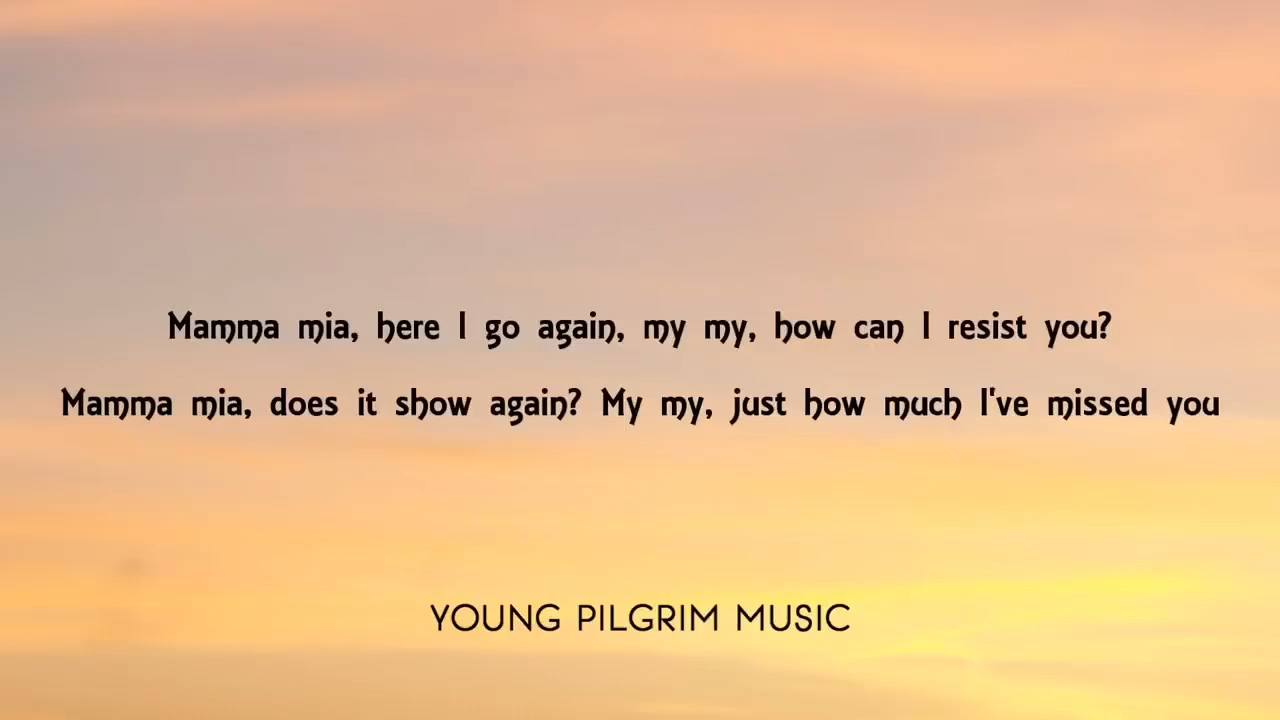 Mamma mia, here I go again, my my, how can I resist you?
Mamma mia, does it show again? My my, just how much I've missed you
YOUNG PILGRIM MUSIC